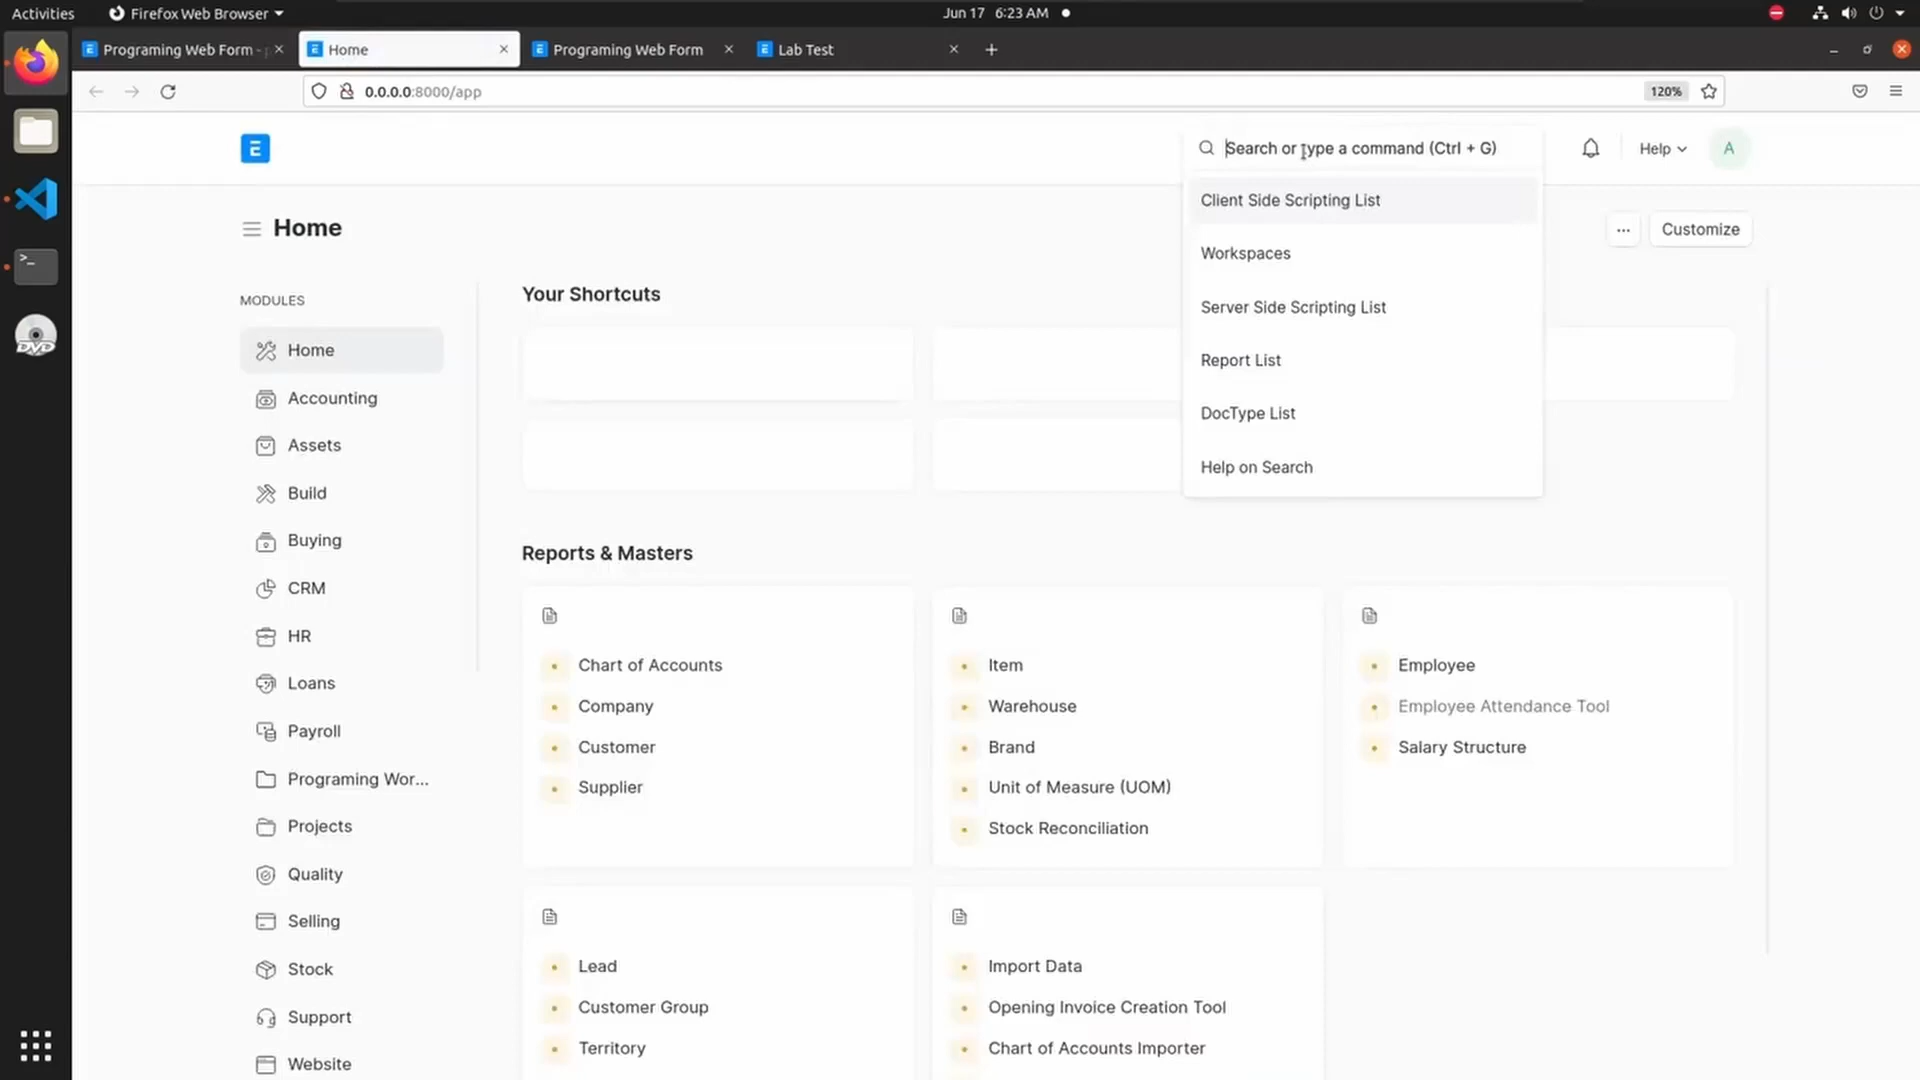 Activities
Firefox Web Browser
Jun 17 6:23 AM
Programing Web Form -
Home
Programing Web Form
Lab Test
0.0.0.0:8000/app
120%
E
Search or type a command (Ctrl + G)
Help
A
Client Side Scripting List
Workspaces
Server Side Scripting List
Report List
DocType List
Help on Search
Home
...
Customize
MODULES
Home
Accounting
Assets
Build
Buying
CRM
HR
Loans
Payroll
Programing Wor...
Projects
Quality
Selling
Stock
Support
Website
Your Shortcuts
Reports & Masters
Chart of Accounts
Company
Customer
Supplier
Item
Warehouse
Brand
Unit of Measure (UOM)
Stock Reconciliation
Employee
Employee Attendance Tool
Salary Structure
Lead
Customer Group
Territory
Import Data
Opening Invoice Creation Tool
Chart of Accounts Importer
DVD